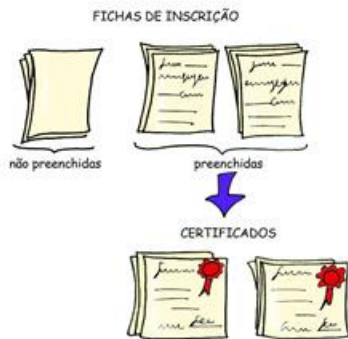 FICHAS DE INSCRIÇÃO
não preenchidas
preenchidas
CERTIFICADOS